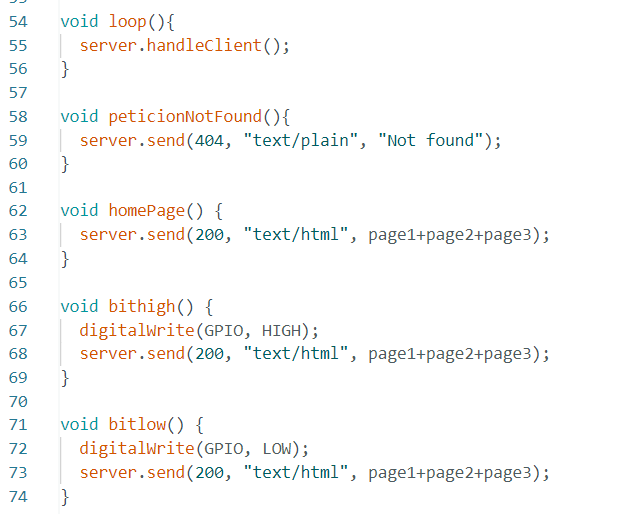 54 void loop(){
55   server.handleClient();
56 }
57
58 void peticionNotFound(){
59   server.send(404, "text/plain", "Not found");
60 }
61
62 void homePage() {
63   server.send(200, "text/html", page1+page2+page3);
64 }
65
66 void bithigh() {
67   digitalWrite(GPIO, HIGH);
68   server.send(200, "text/html", page1+page2+page3);
69 }
70
71 void bitlow() {
72   digitalWrite(GPIO, LOW);
73   server.send(200, "text/html", page1+page2+page3);
74 }